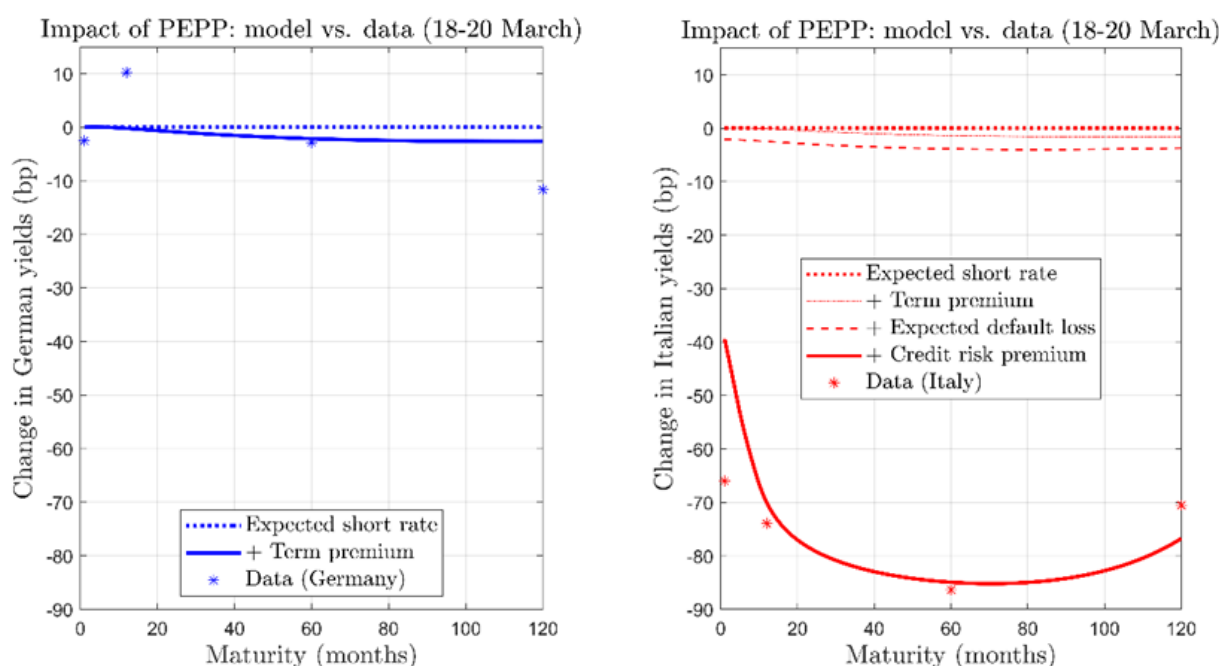 Impact of PEPP: model vs. data (18-20 March)
10
0
-10
-20
-30
-40
-50
-60
-70
-80
-90
Change in German yields (bp)
Expected short rate
+ Term premium
Data (Germany)
0
20
40
60
80
100
120
Maturity (months)
Impact of PEPP: model vs. data (18-20 March)
10
0
-10
-20
-30
-40
-50
-60
-70
-80
-90
Change in Italian yields (bp)
Expected short rate
+ Term premium
+ Expected default loss
+ Credit risk premium
Data (Italy)
0
20
40
60
80
100
120
Maturity (months)